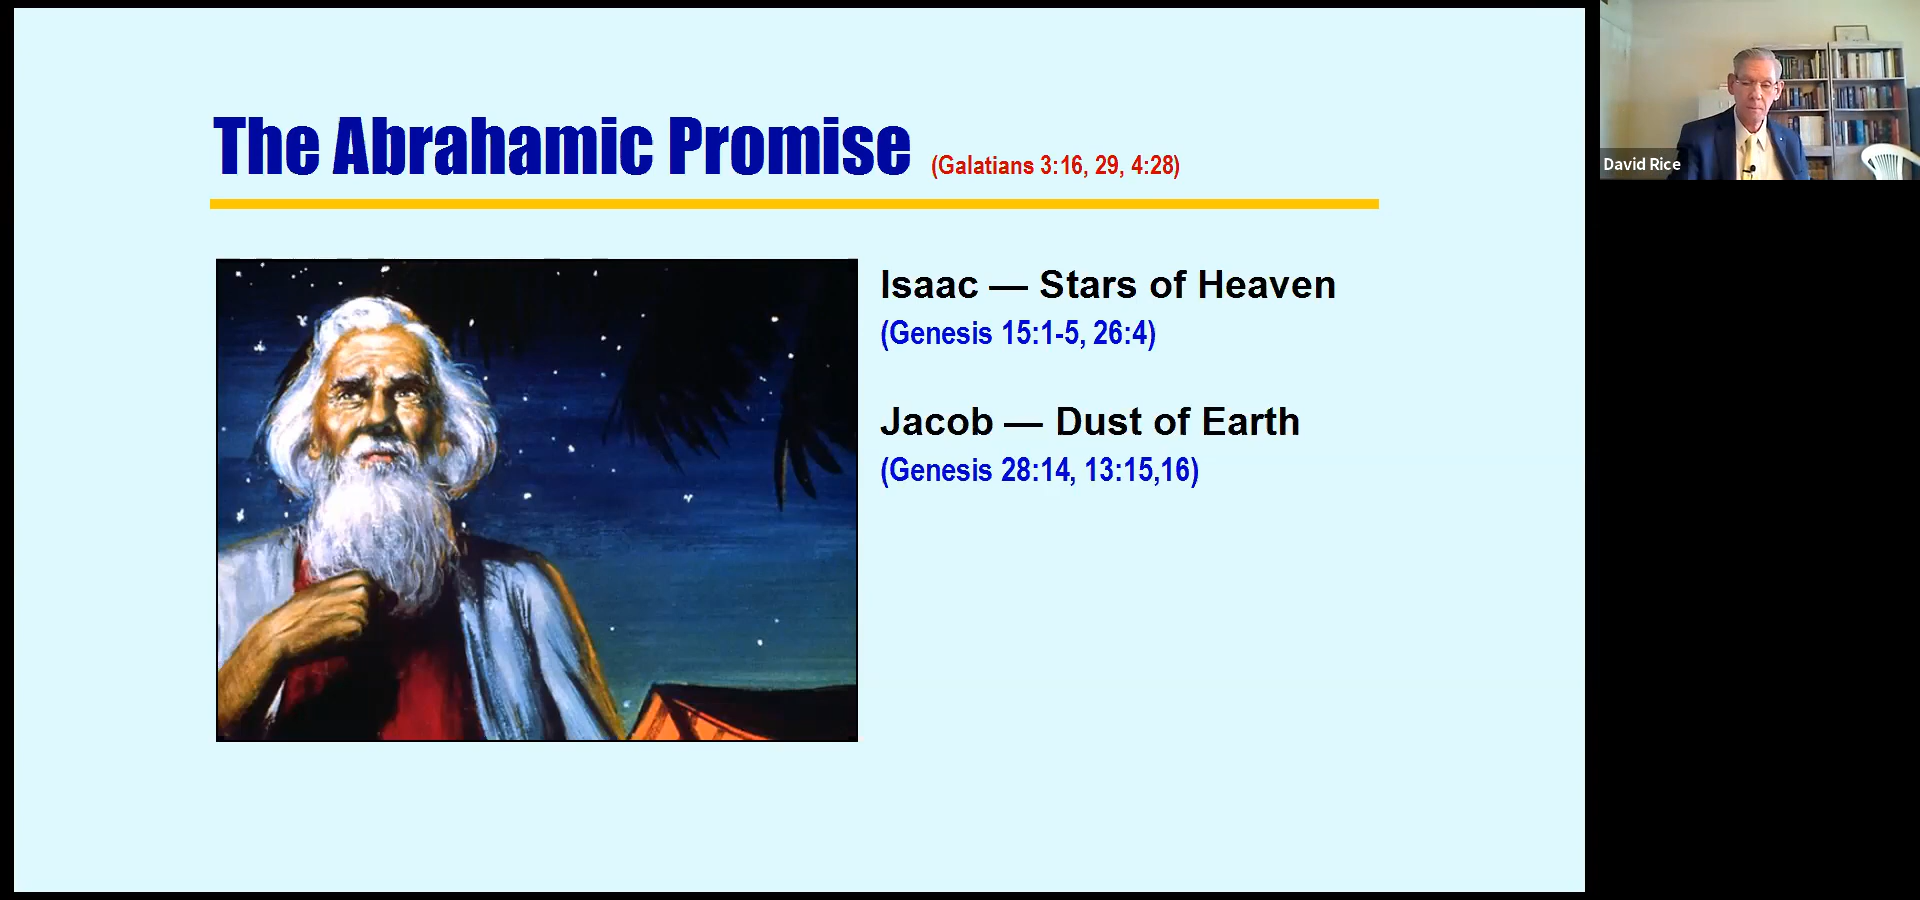 The Abrahamic Promise (Galatians 3:16, 29, 4:28)
Isaac — Stars of Heaven
(Genesis 15:1-5, 26:4)
Jacob — Dust of Earth
(Genesis 28:14, 13:15,16)
David Rice